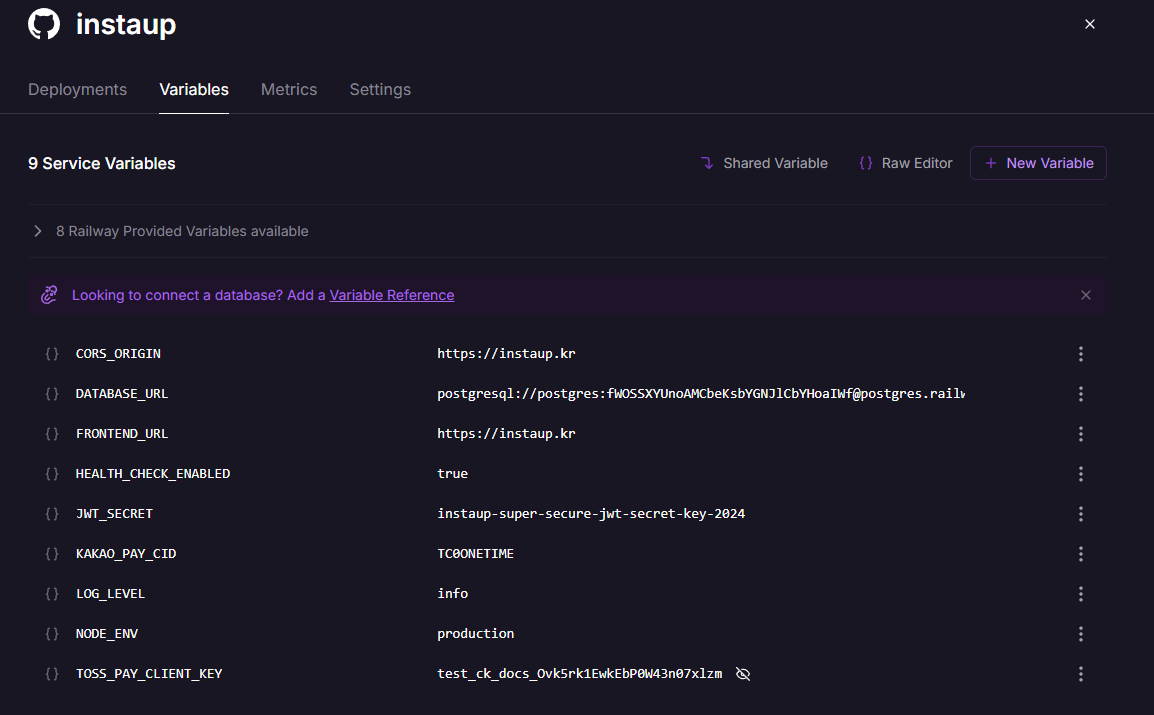 instaup
Deployments Variables Metrics Settings
9 Service Variables Shared Variable {} Raw Editor + New Variable
8 Railway Provided Variables available
Looking to connect a database? Add a Variable Reference
{} CORS_ORIGIN https://instaup.kr
{} DATABASE_URL postgresql://postgres:fWOSSXYUnoAMCbeKsbYGNJlCbYHoaIWf@postgres.railw
{} FRONTEND_URL https://instaup.kr
{} HEALTH_CHECK_ENABLED true
{} JWT_SECRET instaup-super-secure-jwt-secret-key-2024
{} KAKAO_PAY_CID TC0ONETIME
{} LOG_LEVEL info
{} NODE_ENV production
{} TOSS_PAY_CLIENT_KEY test_ck_docs_Ovk5rk1EwkEbP0W43n07xlzm